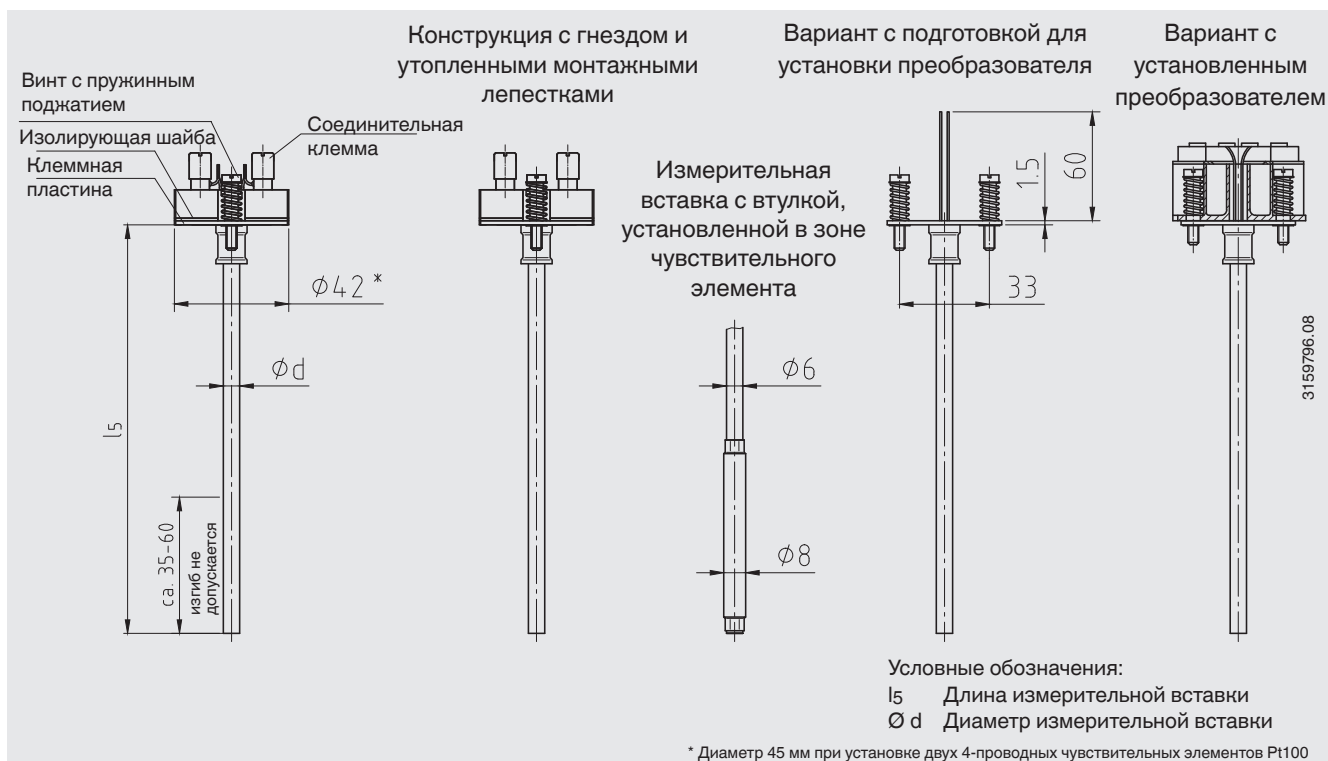 Конструкция с гнездом и
утопленными монтажными
лепестками
Вариант с подготовкой для
установки преобразователя
Вариант с
установленным
преобразователем
Винт с пружинным
поджатием
Изолирующая шайба
Клеммная
пластина
Соединительная
клемма
Измерительная
вставка с втулкой,
установленной в зоне
чувствительного
элемента
1.5
60
33
Ø42 *
Ød
l5
ca. 35-60
изгиб не
допускается
Ø6
Ø8
3159796.08
Условные обозначения:
l5 Длина измерительной вставки
Ø d Диаметр измерительной вставки
* Диаметр 45 мм при установке двух 4-проводных чувствительных элементов Pt100